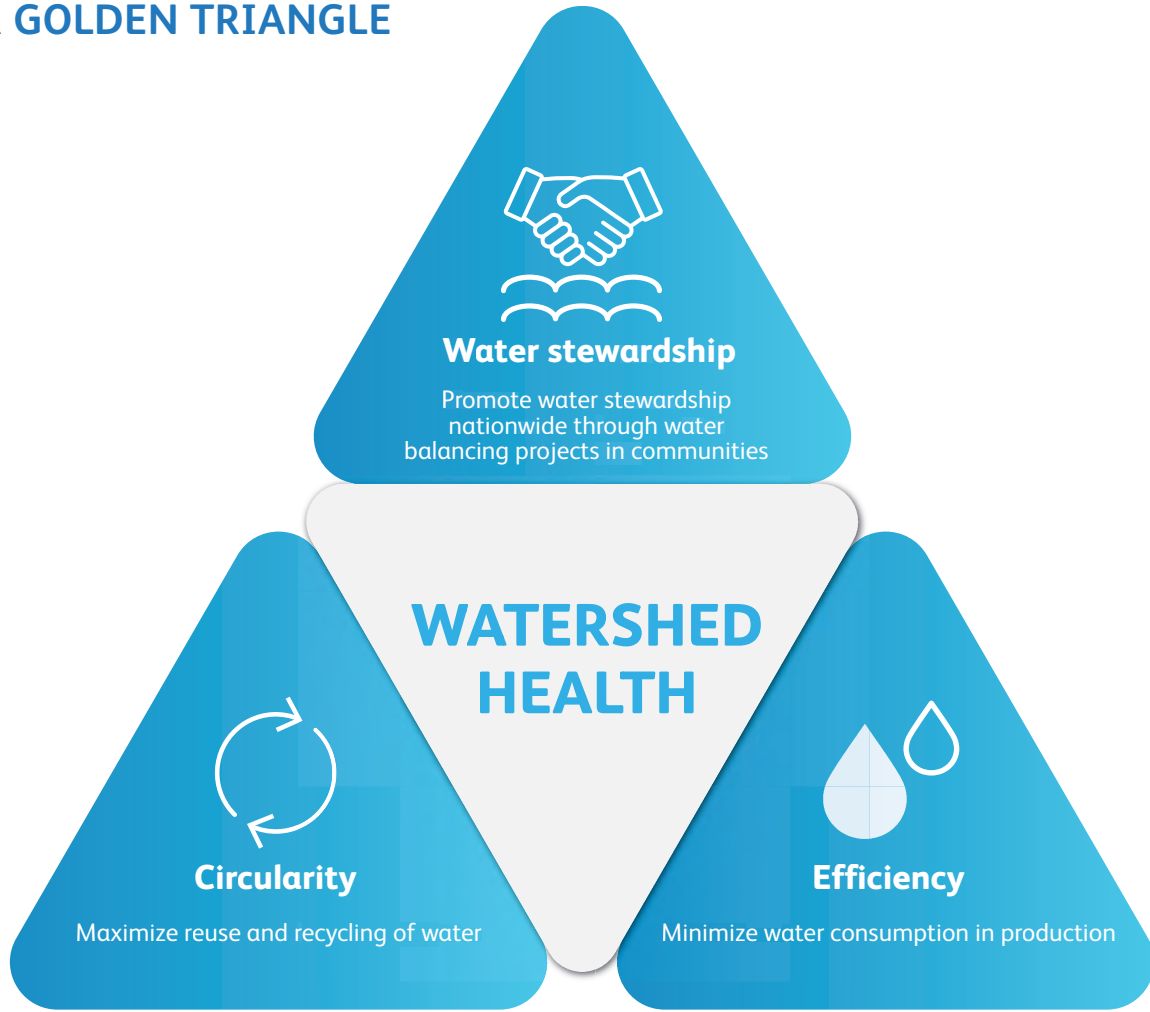 GOLDEN TRIANGLE
Water stewardship
Promote water stewardship
nationwide through water
balancing projects in communities
WATERSHED
HEALTH
Circularity
Maximize reuse and recycling of water
Efficiency
Minimize water consumption in production